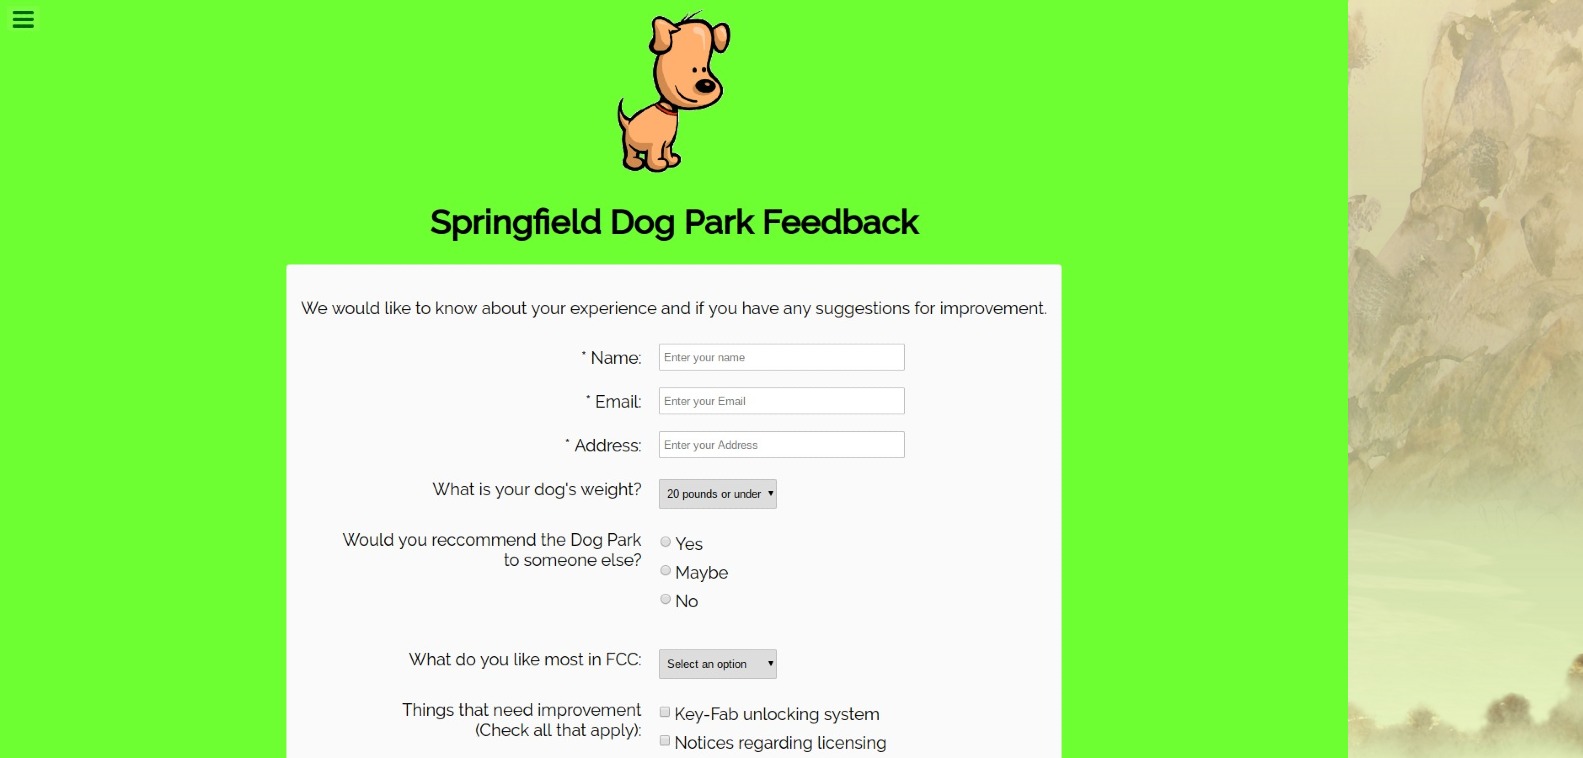 Springfield Dog Park Feedback
We would like to know about your experience and if you have any suggestions for improvement.
* Name: Enter your name
* Email: Enter your Email
* Address: Enter your Address
What is your dog's weight? 20 pounds or under
Would you reccommend the Dog Park
to someone else?
Yes
Maybe
No
What do you like most in FCC: Select an option
Things that need improvement
(Check all that apply):
Key-Fab unlocking system
Notices regarding licensing